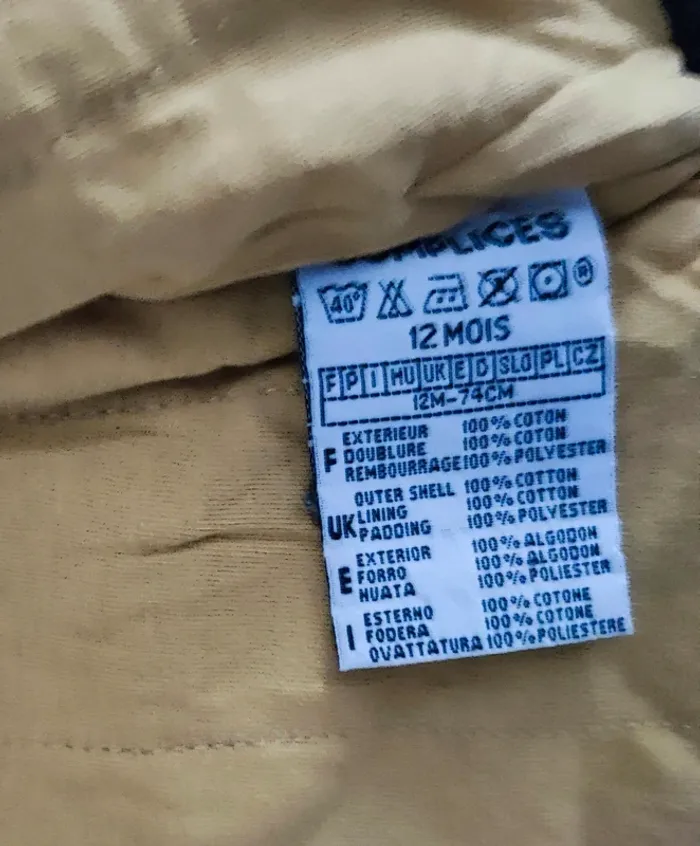 40°
®
12 MOIS
F P I HU UK E D SLO PL CZ
12M-74CM
F
EXTERIEUR 100% COTON
DOUBLURE 100% COTON
REMBOURRAGE 100% POLYESTER
UK
OUTER SHELL 100% COTTON
LINING 100% COTTON
PADDING 100% POLYESTER
E
EXTERIOR 100% ALGODON
FORRO 100% ALGODON
HUATA 100% POLIESTER
I
ESTERNO 100% COTONE
FODERA 100% COTONE
OVATTATURA 100% POLIESTERE